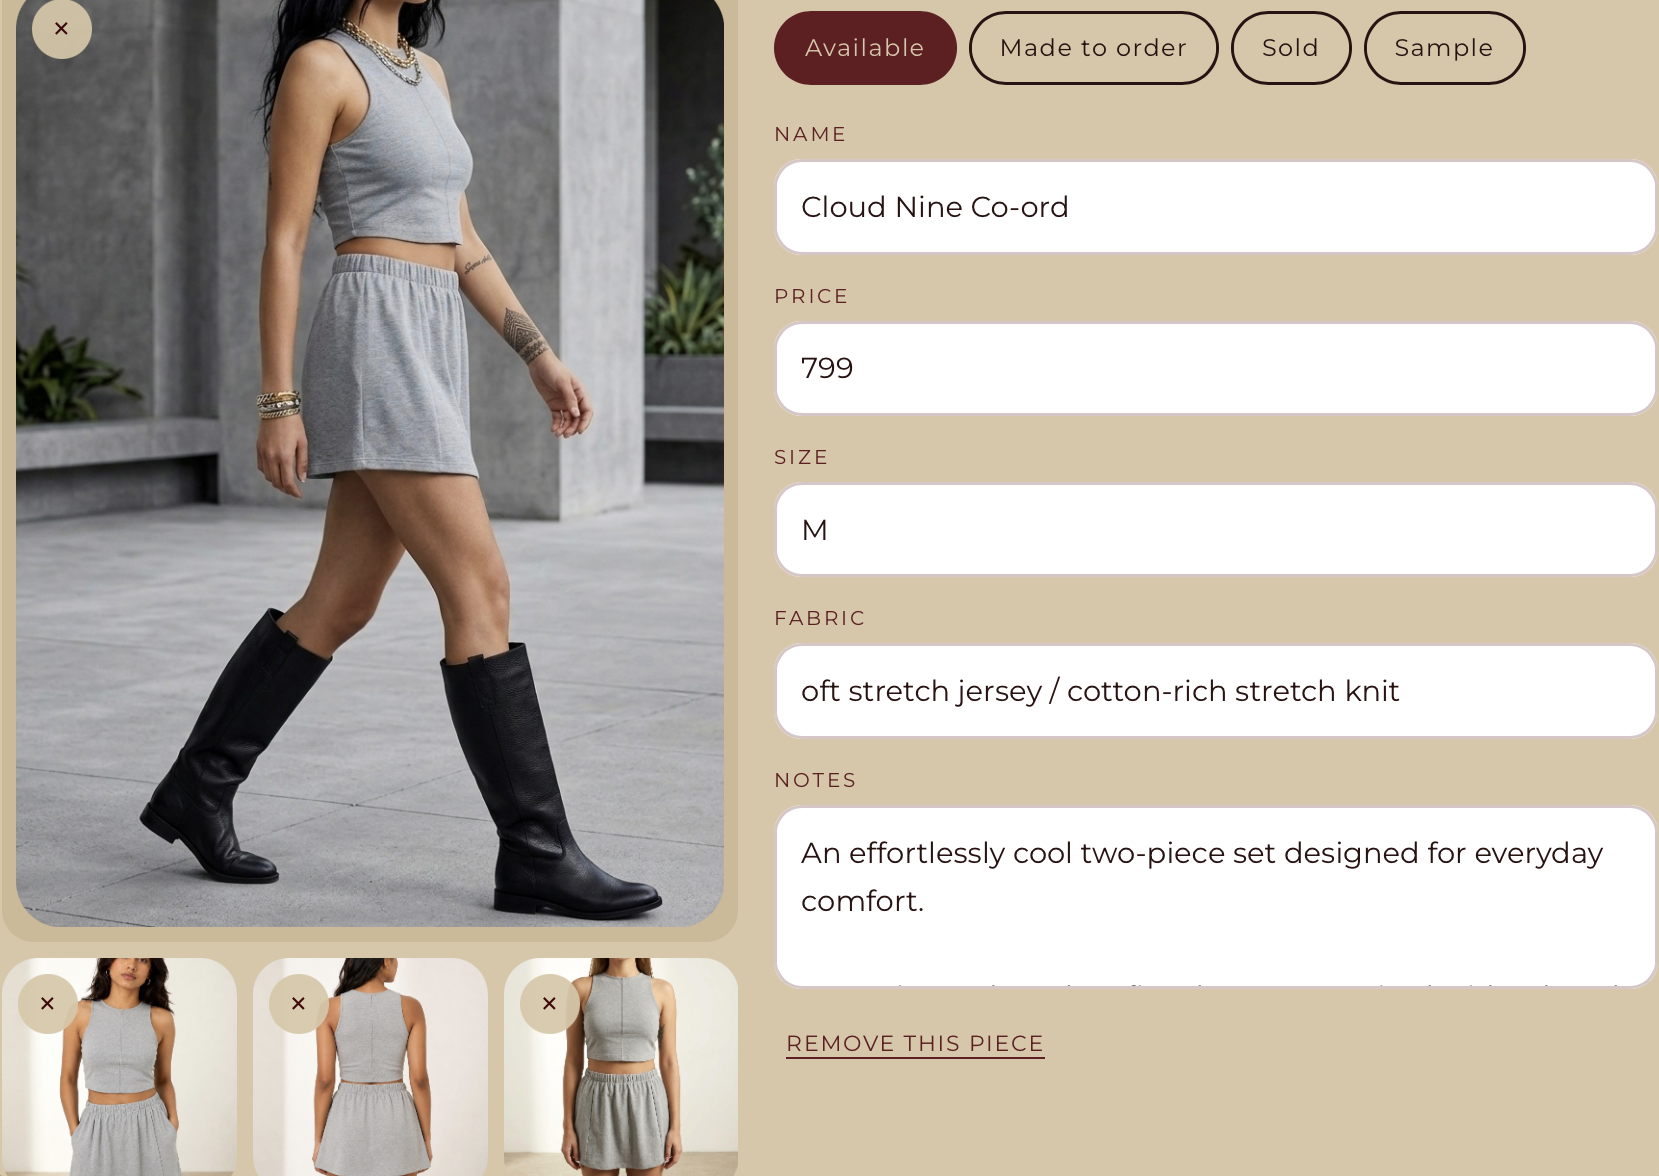 Available
Made to order
Sold
Sample
NAME
Cloud Nine Co-ord
PRICE
799
SIZE
M
FABRIC
oft stretch jersey / cotton-rich stretch knit
NOTES
An effortlessly cool two-piece set designed for everyday
comfort.
REMOVE THIS PIECE